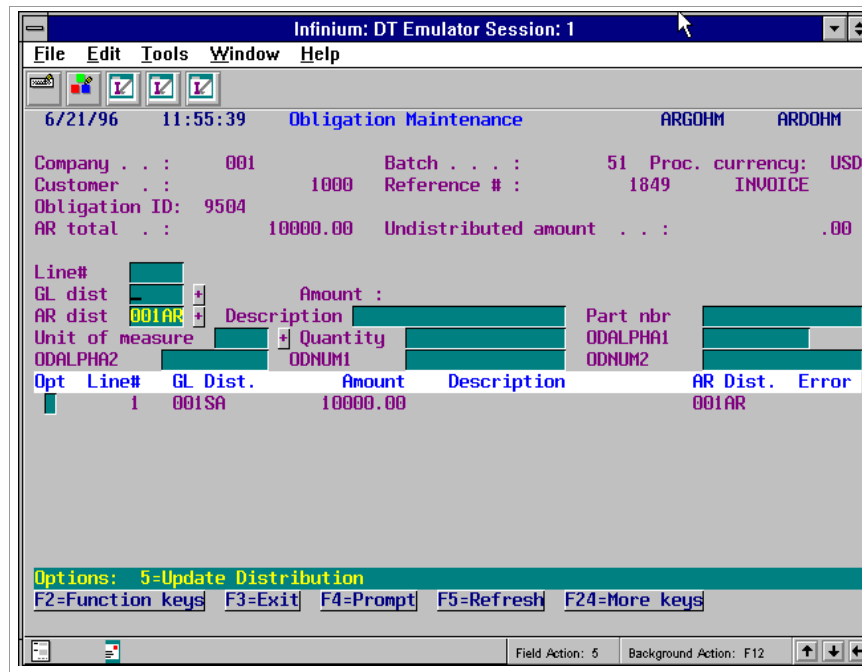 Infinium: DT Emulator Session: 1
File Edit Tools Window Help
6/21/96 11:55:39 Obligation Maintenance ARGOHM ARDOHM
Company . . : 001 Batch . . . : 51 Proc. currency: USD
Customer . : 1000 Reference # : 1849 INVOICE
Obligation ID: 9504
AR total . : 10000.00 Undistributed amount . . : .00
Line#
GL dist + Amount :
AR dist 001AR + Description Part nbr
Unit of measure + Quantity ODALPHA1
ODALPHA2 ODNUM1 ODNUM2
Opt Line# GL Dist. Amount Description AR Dist. Error
1 001SA 10000.00 001AR
Options: 5=Update Distribution
F2=Function keys F3=Exit F4=Prompt F5=Refresh F24=More keys
Field Action: 5 Background Action: F12